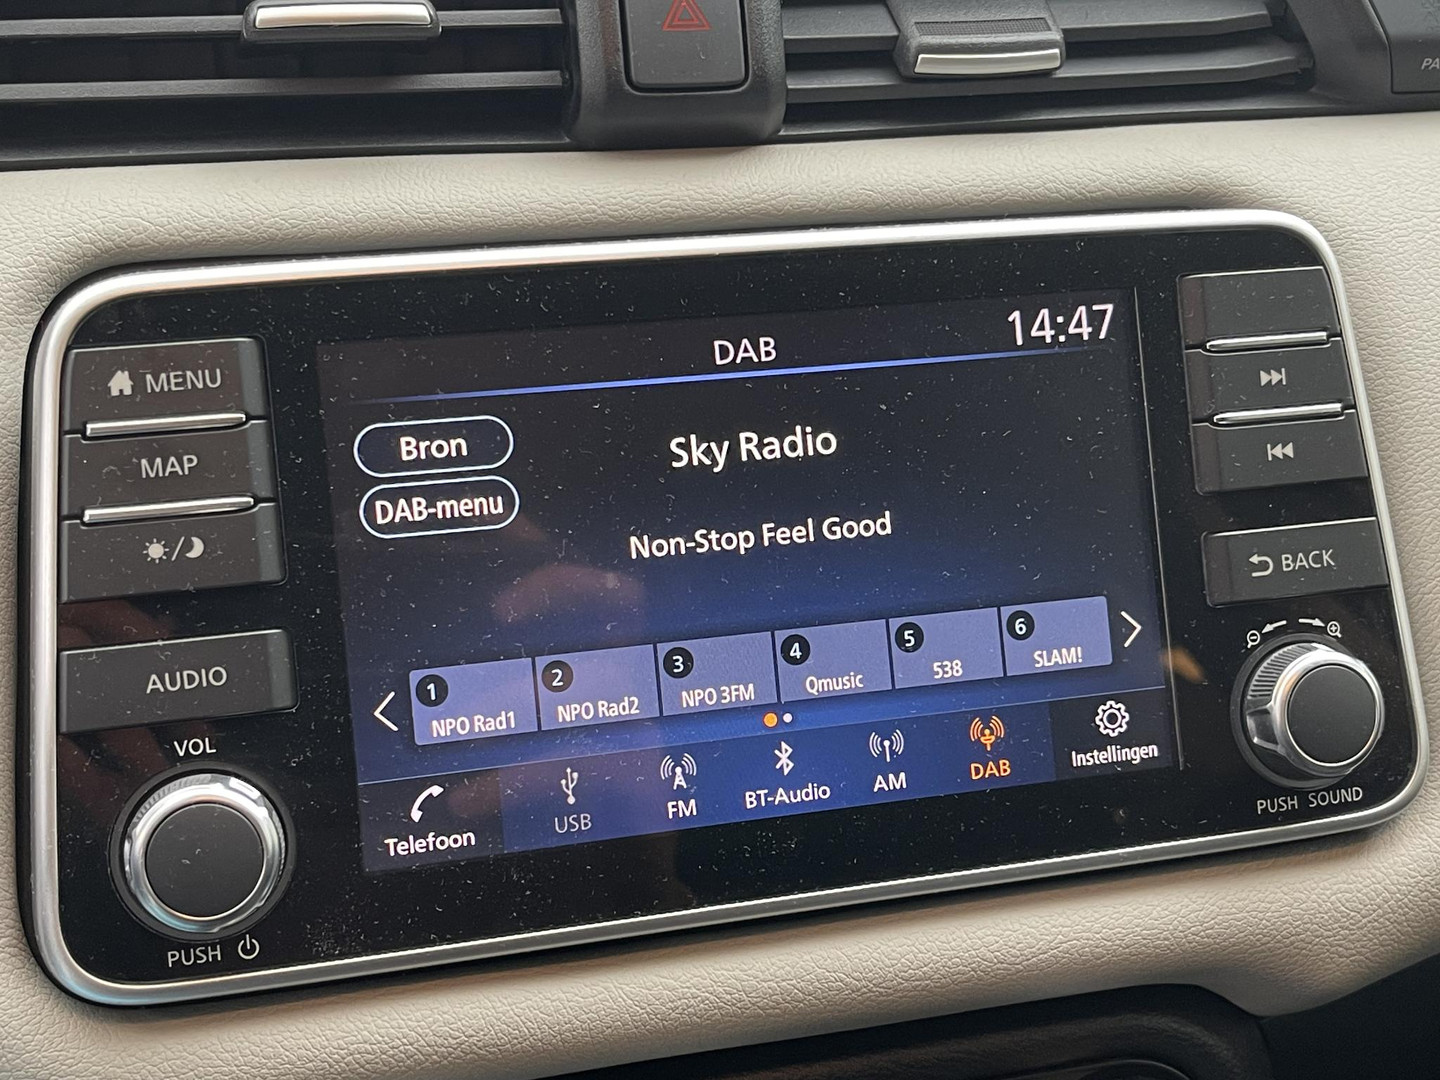 PA
14:47
DAB
MENU
MAP
AUDIO
VOL
PUSH
Bron
DAB-menu
Sky Radio
Non-Stop Feel Good
1 NPO Rad1
2 NPO Rad2
3 NPO 3FM
4 Qmusic
5 538
6 SLAM!
Telefoon
USB
FM
BT-Audio
AM
DAB
Instellingen
BACK
PUSH SOUND